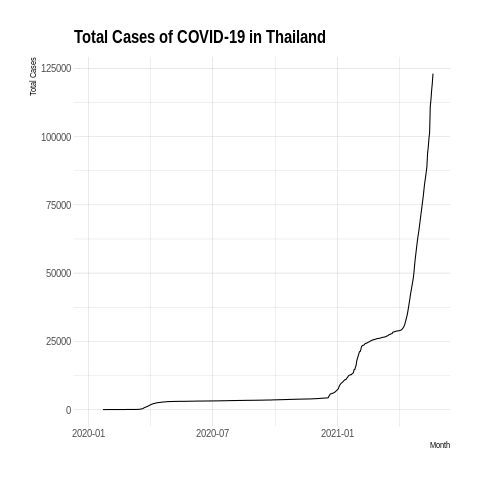 Total Cases of COVID-19 in Thailand
Total Cases
125000
100000
75000
50000
25000
0
2020-01 2020-07 2021-01
Month